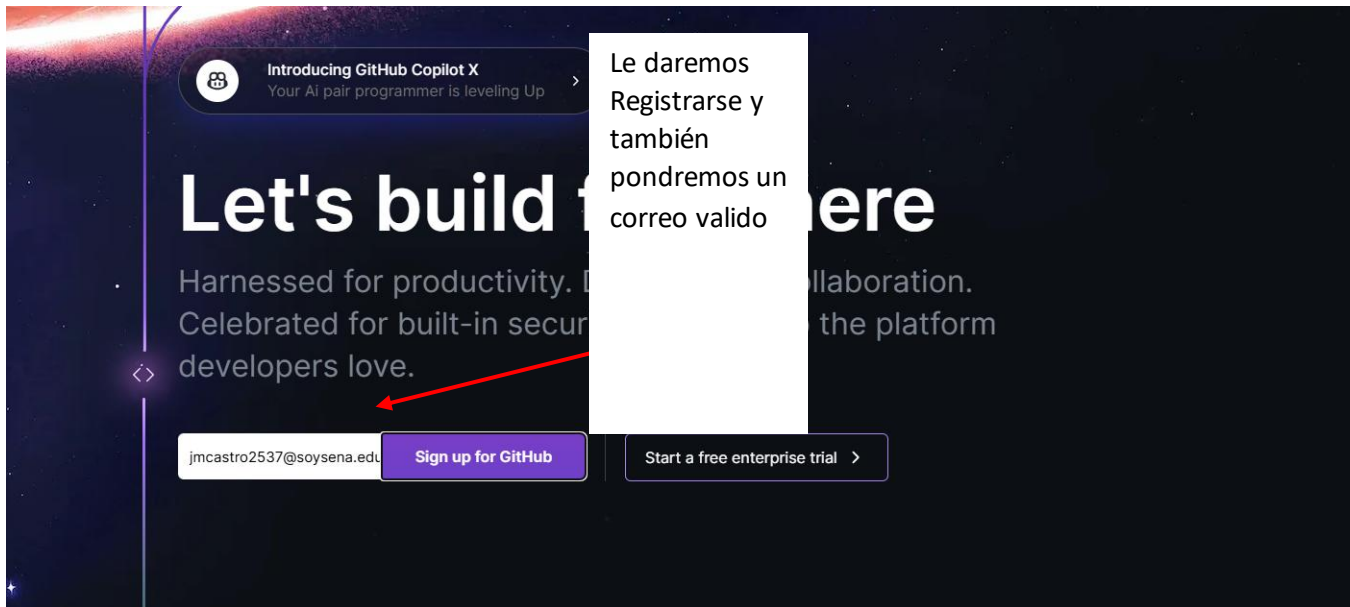 Introducing GitHub Copilot X
Your Ai pair programmer is leveling Up
Le daremos
Registrarse y
también
pondremos un
correo valido
Let's build ere
Harnessed for productivity. llaboration.
Celebrated for built-in secur the platform
developers love.
jmcastro2537@soysena.edu
Sign up for GitHub
Start a free enterprise trial